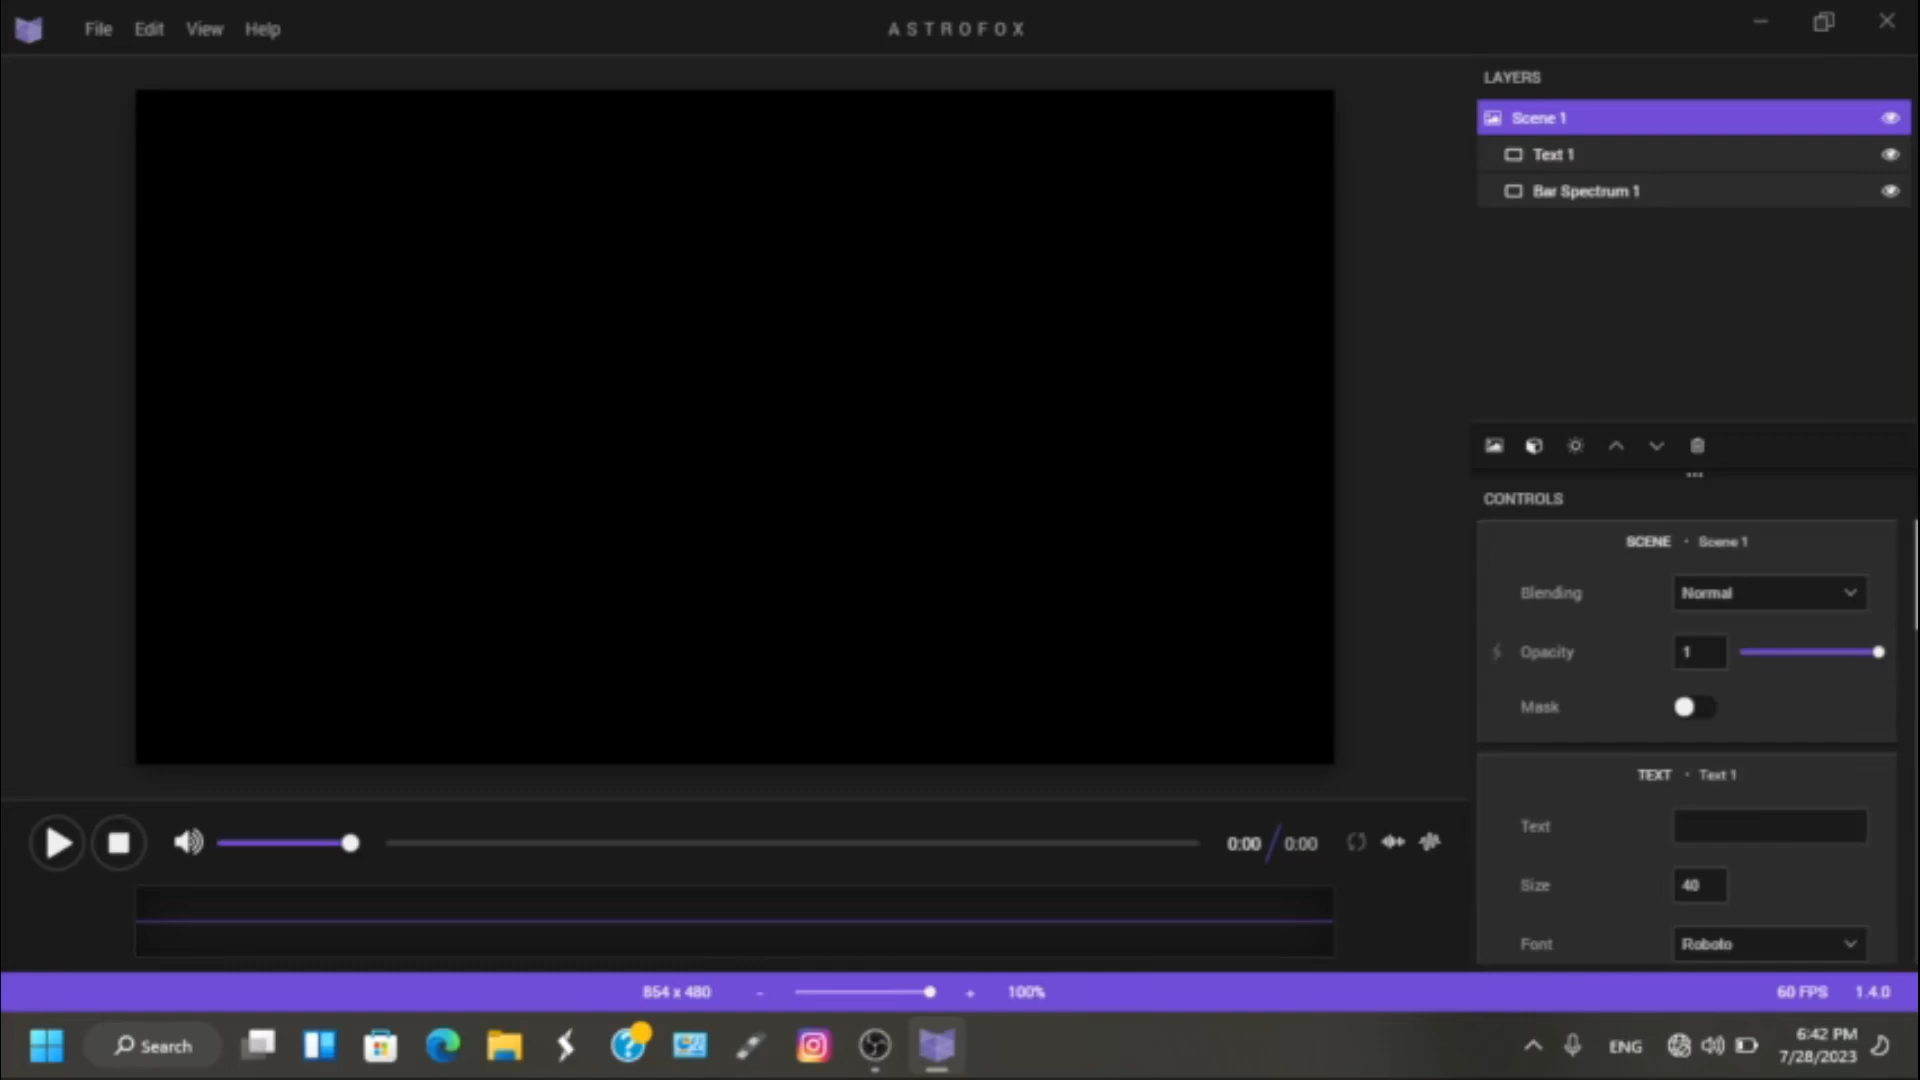 File Edit View Help
ASTROFOX
LAYERS
Scene 1
Text 1
Bar Spectrum 1
CONTROLS
SCENE • Scene 1
Blending Normal
Opacity 1
Mask
TEXT • Text 1
Text
Size 40
Font Roboto
0:00 / 0:00
854 x 480 - + 100% 60 FPS 1.4.0
Search ENG 6:42 PM
7/28/2023